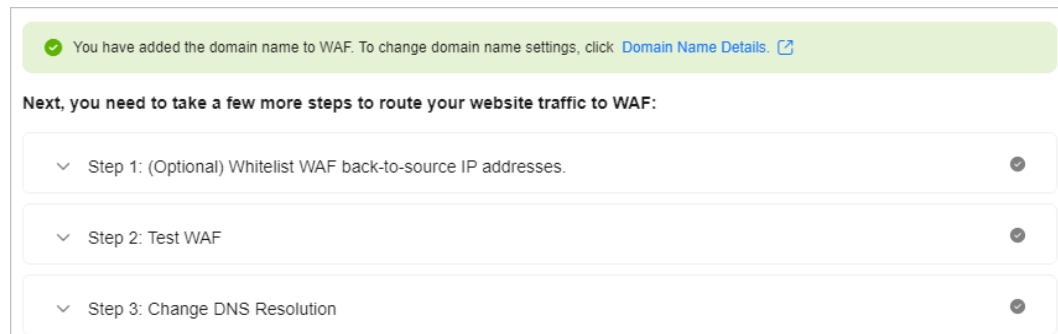 You have added the domain name to WAF. To change domain name settings, click Domain Name Details.
Next, you need to take a few more steps to route your website traffic to WAF:
Step 1: (Optional) Whitelist WAF back-to-source IP addresses.
Step 2: Test WAF
Step 3: Change DNS Resolution